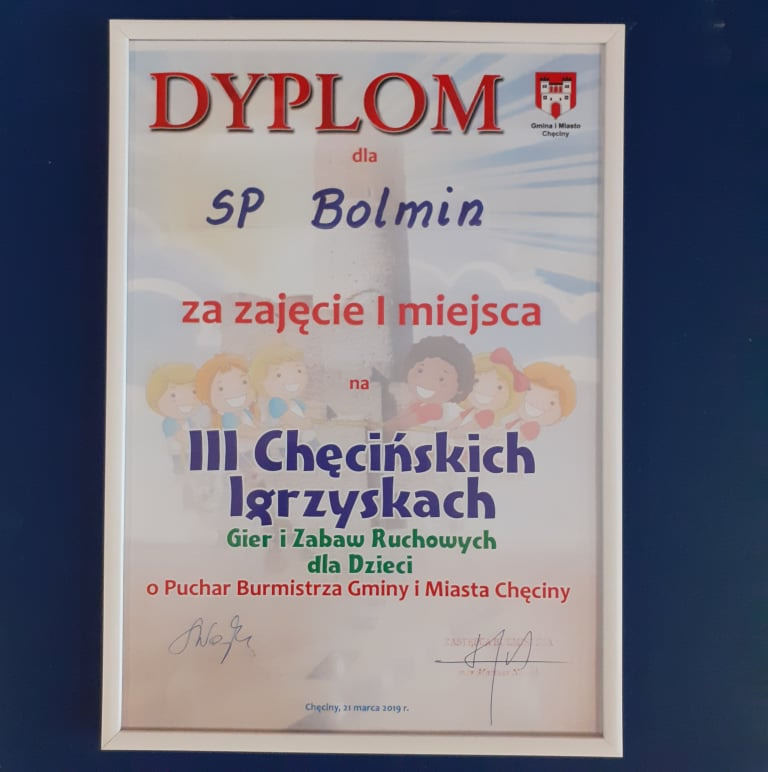 DYPLOM
Gmina i Miasto
Chęciny
dla
SP Bolmin
za zajęcie I miejsca
na
III Chęcińskich
Igrzyskach
Gier i Zabaw Ruchowych
dla Dzieci
o Puchar Burmistrza Gminy i Miasta Chęciny
Chęciny, 21 marca 2019 r.